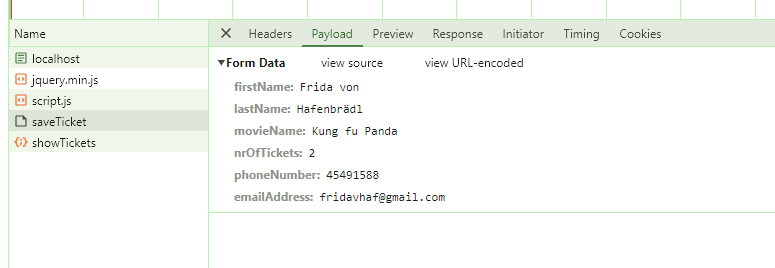 Name
Headers Payload Preview Response Initiator Timing Cookies
localhost
jquery.min.js
script.js
saveTicket
showTickets
Form Data view source view URL-encoded
firstName: Frida von
lastName: Hafenbrädl
movieName: Kung fu Panda
nrOfTickets: 2
phoneNumber: 45491588
emailAddress: fridavhaf@gmail.com